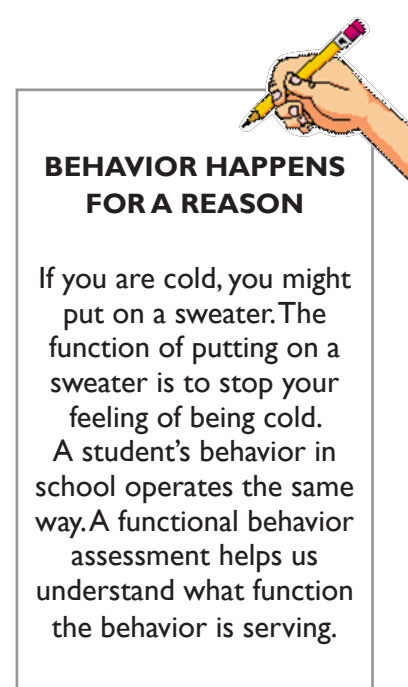 BEHAVIOR HAPPENS
FOR A REASON
If you are cold, you might
put on a sweater. The
function of putting on a
sweater is to stop your
feeling of being cold.
A student’s behavior in
school operates the same
way. A functional behavior
assessment helps us
understand what function
the behavior is serving.